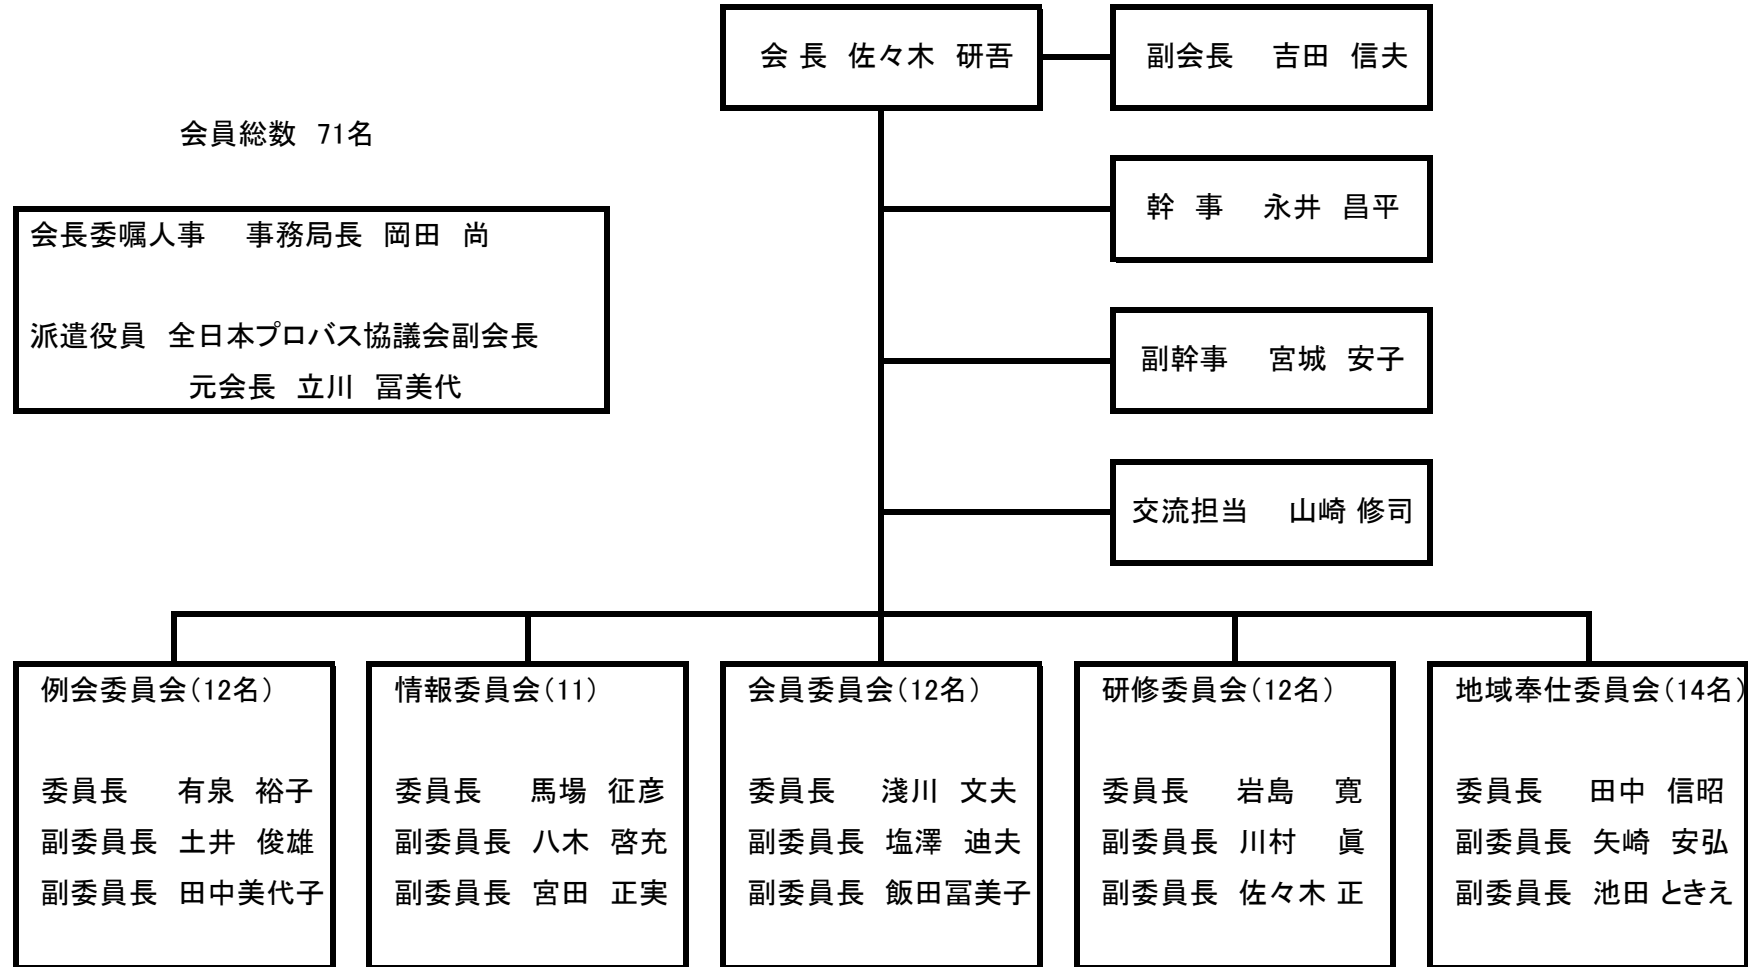 会 長 佐々木 研吾
副会長 吉田 信夫
会員総数 71名
幹 事 永井 昌平
会長委嘱人事 事務局長 岡田 尚
派遣役員 全日本プロバス協議会副会長
元会長 立川 冨美代
副幹事 宮城 安子
交流担当 山崎 修司
例会委員会(12名)
委員長 有泉 裕子
副委員長 土井 俊雄
副委員長 田中美代子
情報委員会(11)
委員長 馬場 征彦
副委員長 八木 啓充
副委員長 宮田 正実
会員委員会(12名)
委員長 淺川 文夫
副委員長 塩澤 迪夫
副委員長 飯田冨美子
研修委員会(12名)
委員長 岩島 寛
副委員長 川村 眞
副委員長 佐々木 正
地域奉仕委員会(14名)
委員長 田中 信昭
副委員長 矢崎 安弘
副委員長 池田 ときえ